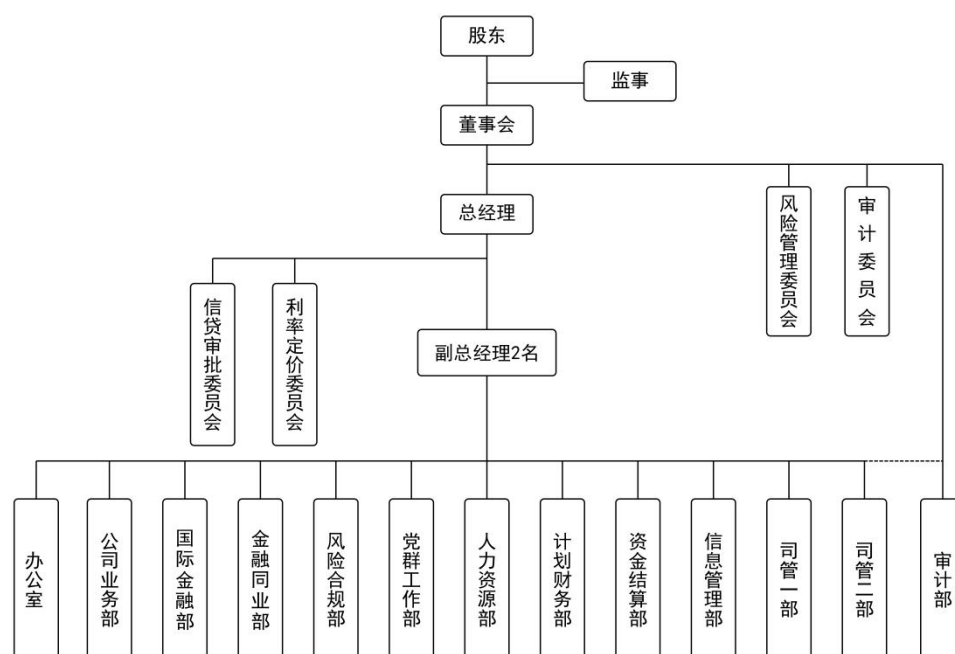 股东
监事
董事会
总经理
风险管理委员会
审计委员会
信贷审批委员会
利率定价委员会
副总经理2名
办公室
公司业务部
国际金融部
金融同业部
风险合规部
党群工作部
人力资源部
计划财务部
资金结算部
信息管理部
司管一部
司管二部
审计部